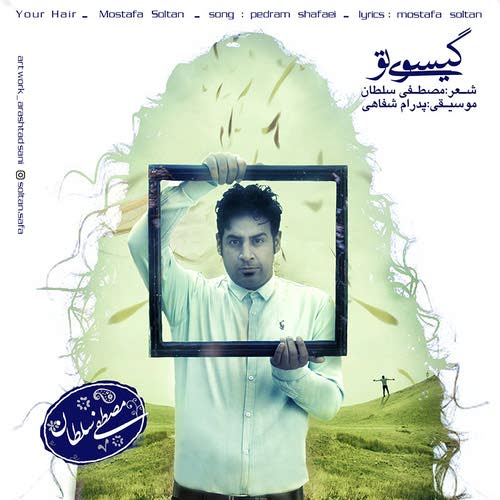 Your Hair _ Mostafa Soltan _ song : pedram shafaei _ lyrics : mostafa soltan
گیسوی تو
شعر:مصطفی سلطان
موسیقی:پدرام شفاهی
art work _ arashtadsani
soltan.safa
مصطفی سلطان